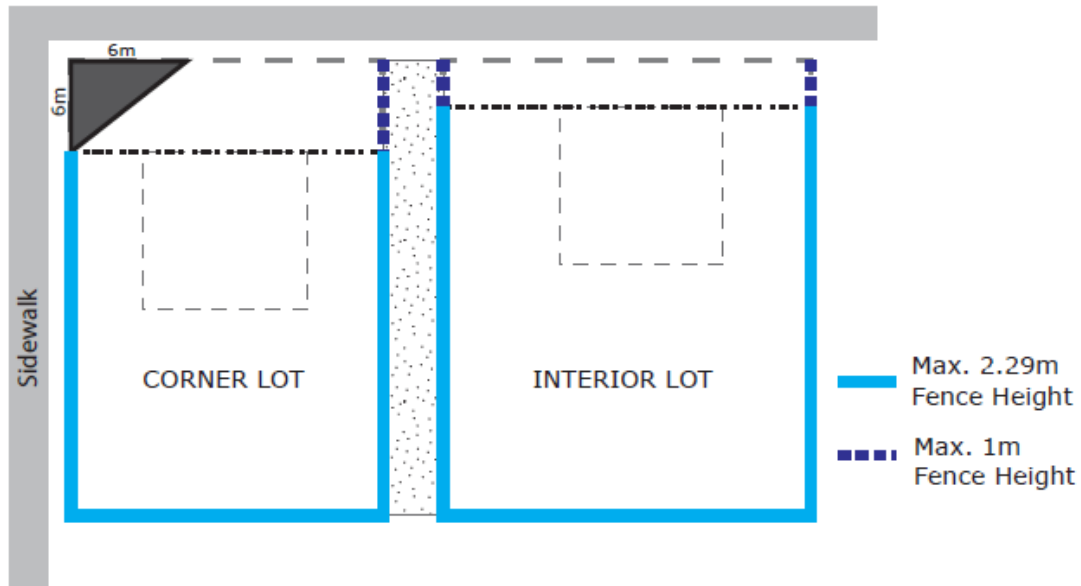 6m
6m
Sidewalk
CORNER LOT
INTERIOR LOT
Max. 2.29m
Fence Height
Max. 1m
Fence Height